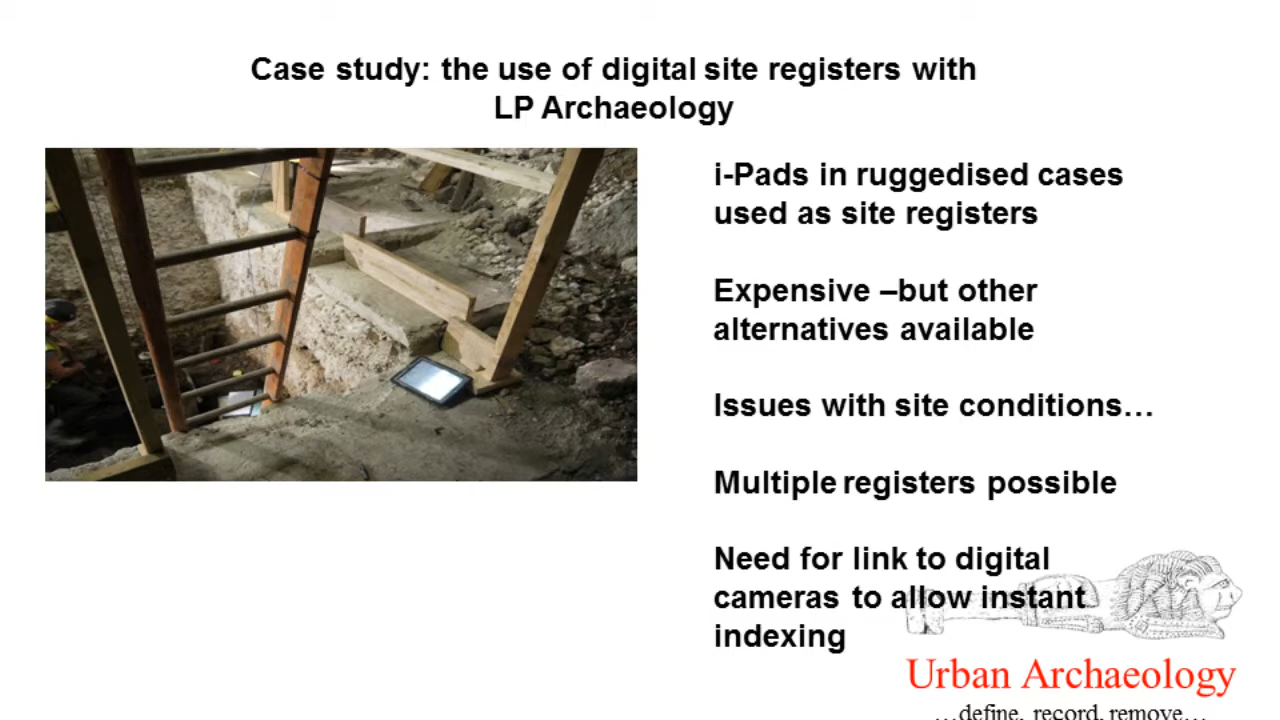 Case study: the use of digital site registers with
LP Archaeology
i-Pads in ruggedised cases
used as site registers
Expensive –but other
alternatives available
Issues with site conditions…
Multiple registers possible
Need for link to digital
cameras to allow instant
indexing
Urban Archaeology
…define, record, remove…